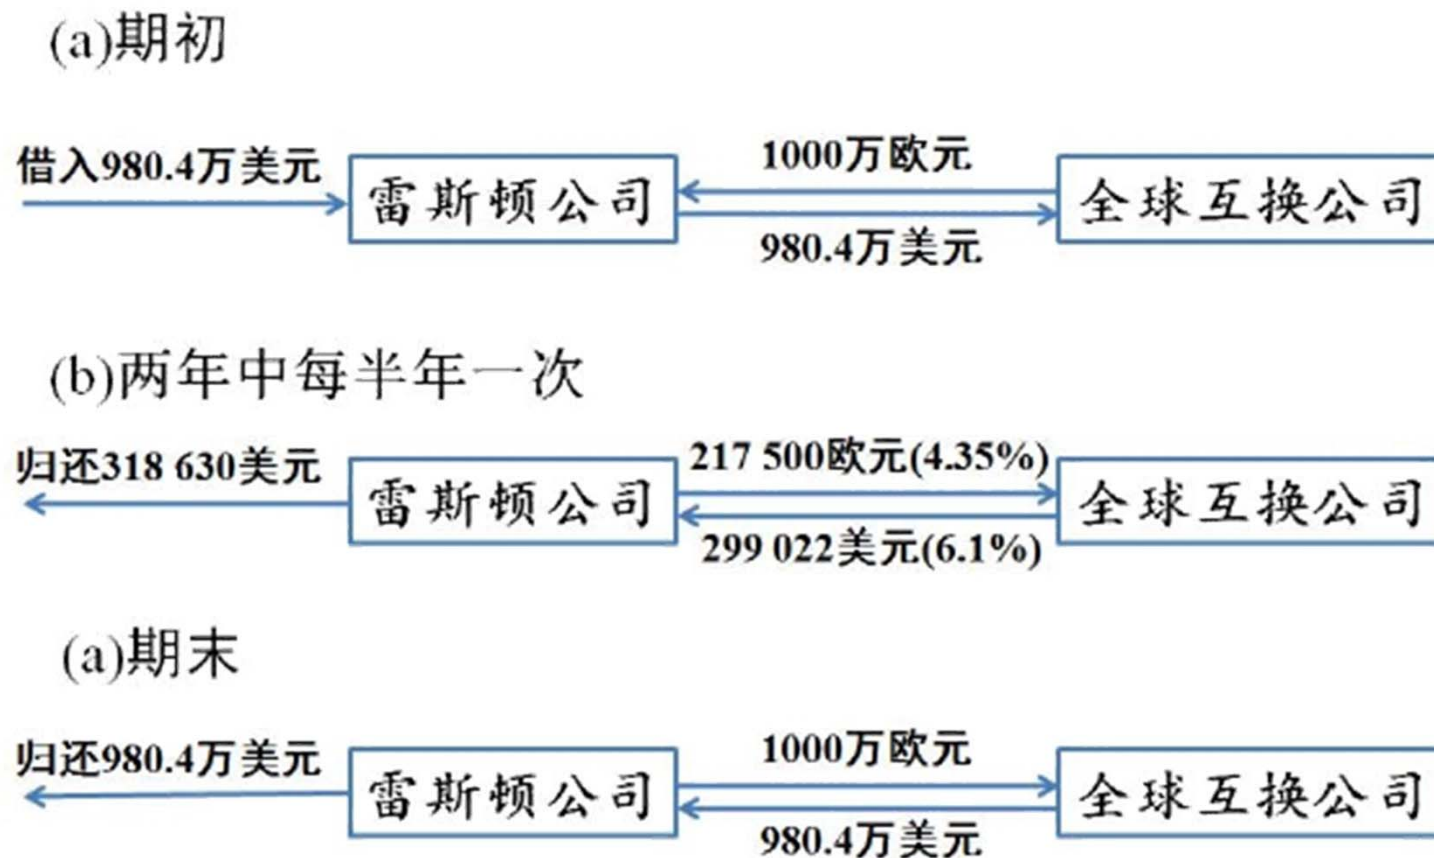 (a)期初
借入980.4万美元
雷斯顿公司
1000万欧元
980.4万美元
全球互换公司
(b)两年中每半年一次
归还318 630美元
雷斯顿公司
217 500欧元(4.35%)
299 022美元(6.1%)
全球互换公司
(a)期末
归还980.4万美元
雷斯顿公司
1000万欧元
980.4万美元
全球互换公司